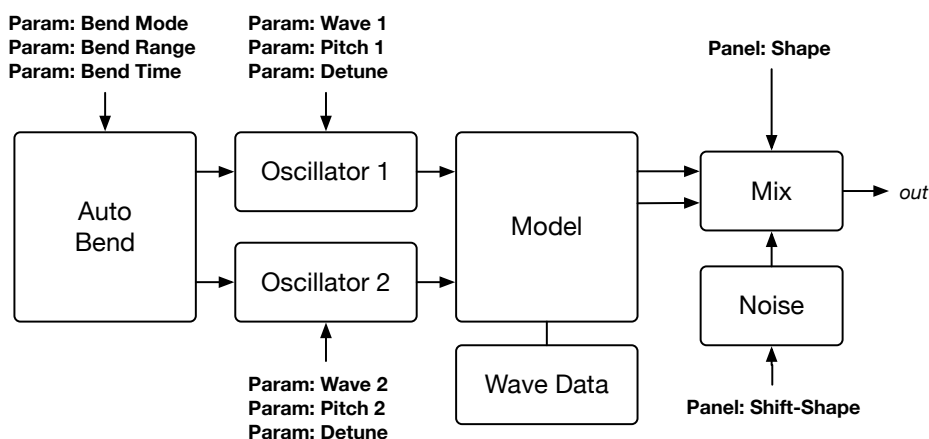 Param: Bend Mode
Param: Bend Range
Param: Bend Time
Param: Wave 1
Param: Pitch 1
Param: Detune
Panel: Shape
Auto
Bend
Oscillator 1
Oscillator 2
Model
Mix
out
Noise
Wave Data
Param: Wave 2
Param: Pitch 2
Param: Detune
Panel: Shift-Shape